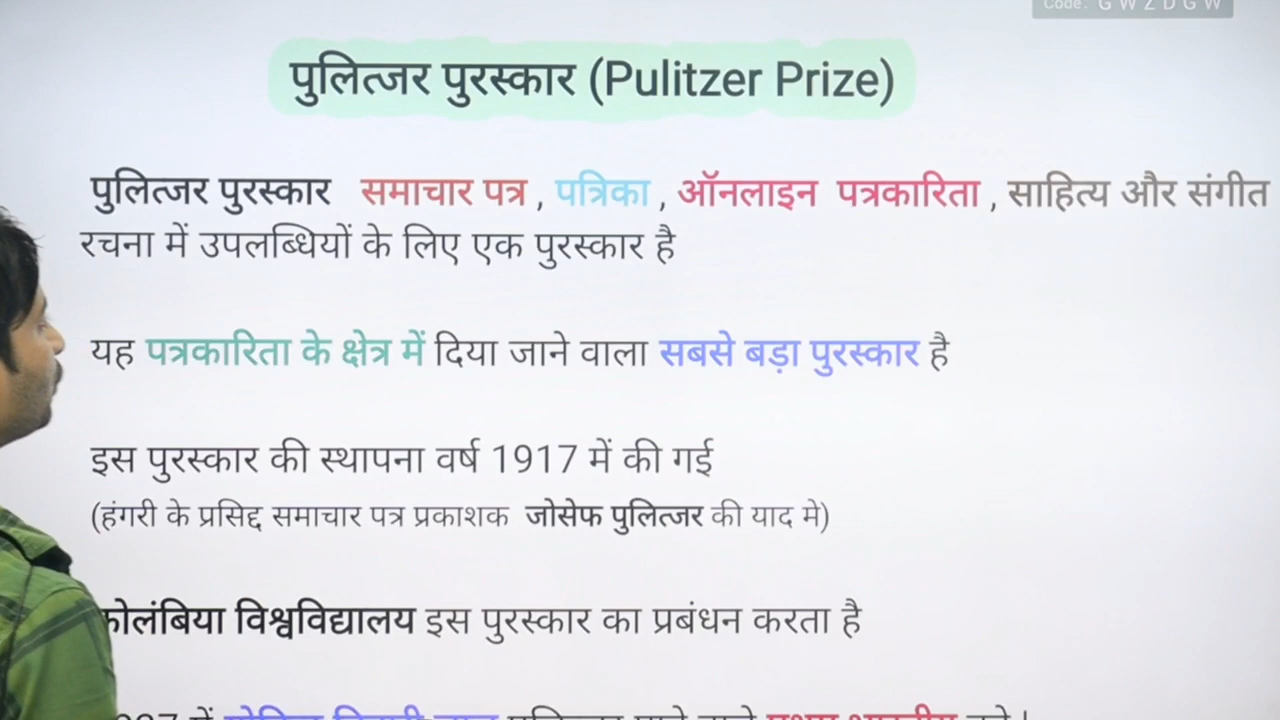 Code: G W Z D G W
पुलित्जर पुरस्कार (Pulitzer Prize)
पुलित्जर पुरस्कार समाचार पत्र , पत्रिका , ऑनलाइन पत्रकारिता , साहित्य और संगीत
रचना में उपलब्धियों के लिए एक पुरस्कार है
यह पत्रकारिता के क्षेत्र में दिया जाने वाला सबसे बड़ा पुरस्कार है
इस पुरस्कार की स्थापना वर्ष 1917 में की गई
(हंगरी के प्रसिद्द समाचार पत्र प्रकाशक जोसेफ पुलित्जर की याद मे)
कोलंबिया विश्वविद्यालय इस पुरस्कार का प्रबंधन करता है